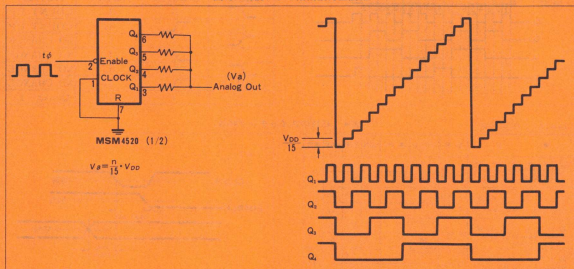 tφ
2
Enable
1
CLOCK
R
7
Q₄
6
Q₃
5
Q₂
4
Q₁
3
(Va)
Analog Out
MSM4520 (1/2)
Va=n/15·VDD
VDD
15
Q₁
Q₂
Q₃
Q₄